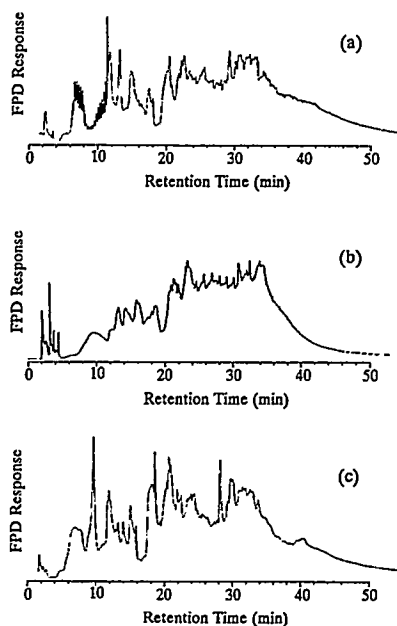 (a)
FPD Response
0 10 20 30 40 50
Retention Time (min)
(b)
FPD Response
0 10 20 30 40 50
Retention Time (min)
(c)
FPD Response
0 10 20 30 40 50
Retention Time (min)